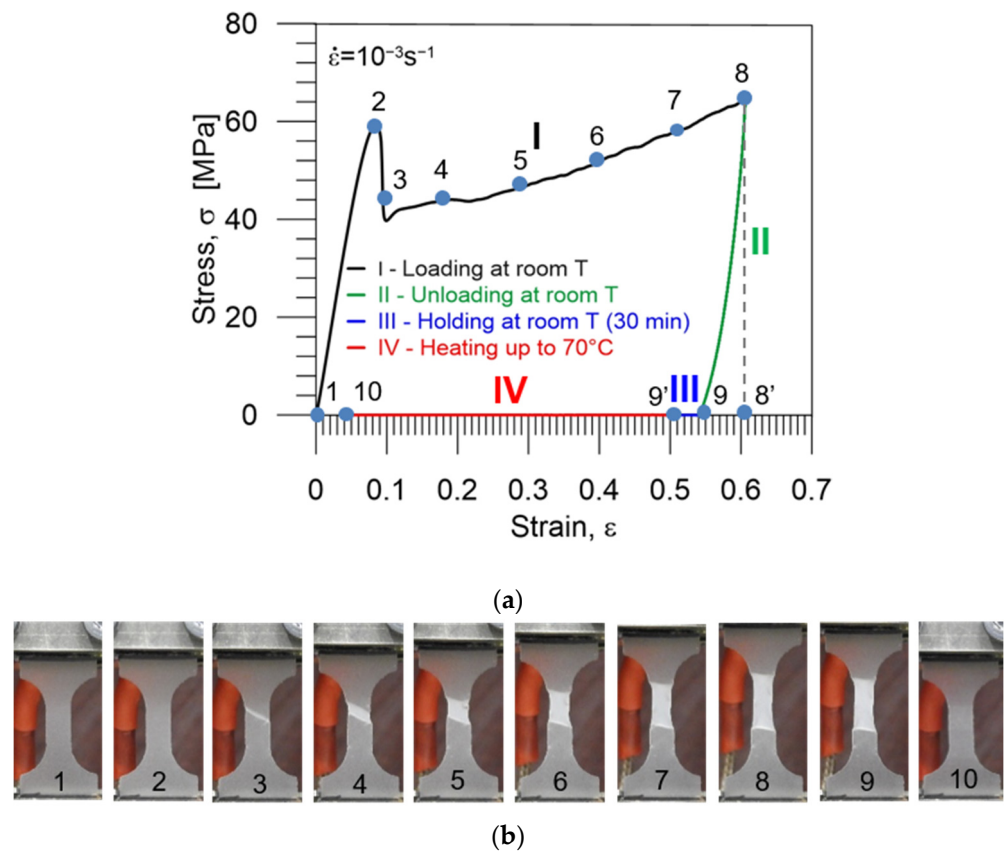 80
ε̇=10⁻³s⁻¹
8
2
7
60
I
6
5
4
3
Stress, σ [MPa]
40
II
I - Loading at room T
II - Unloading at room T
20
III - Holding at room T (30 min)
IV - Heating up to 70°C
1 10 IV 9’ III 9 8’
0
0 0.1 0.2 0.3 0.4 0.5 0.6 0.7
Strain, ε
(a)
1 2 3 4 5 6 7 8 9 10
(b)